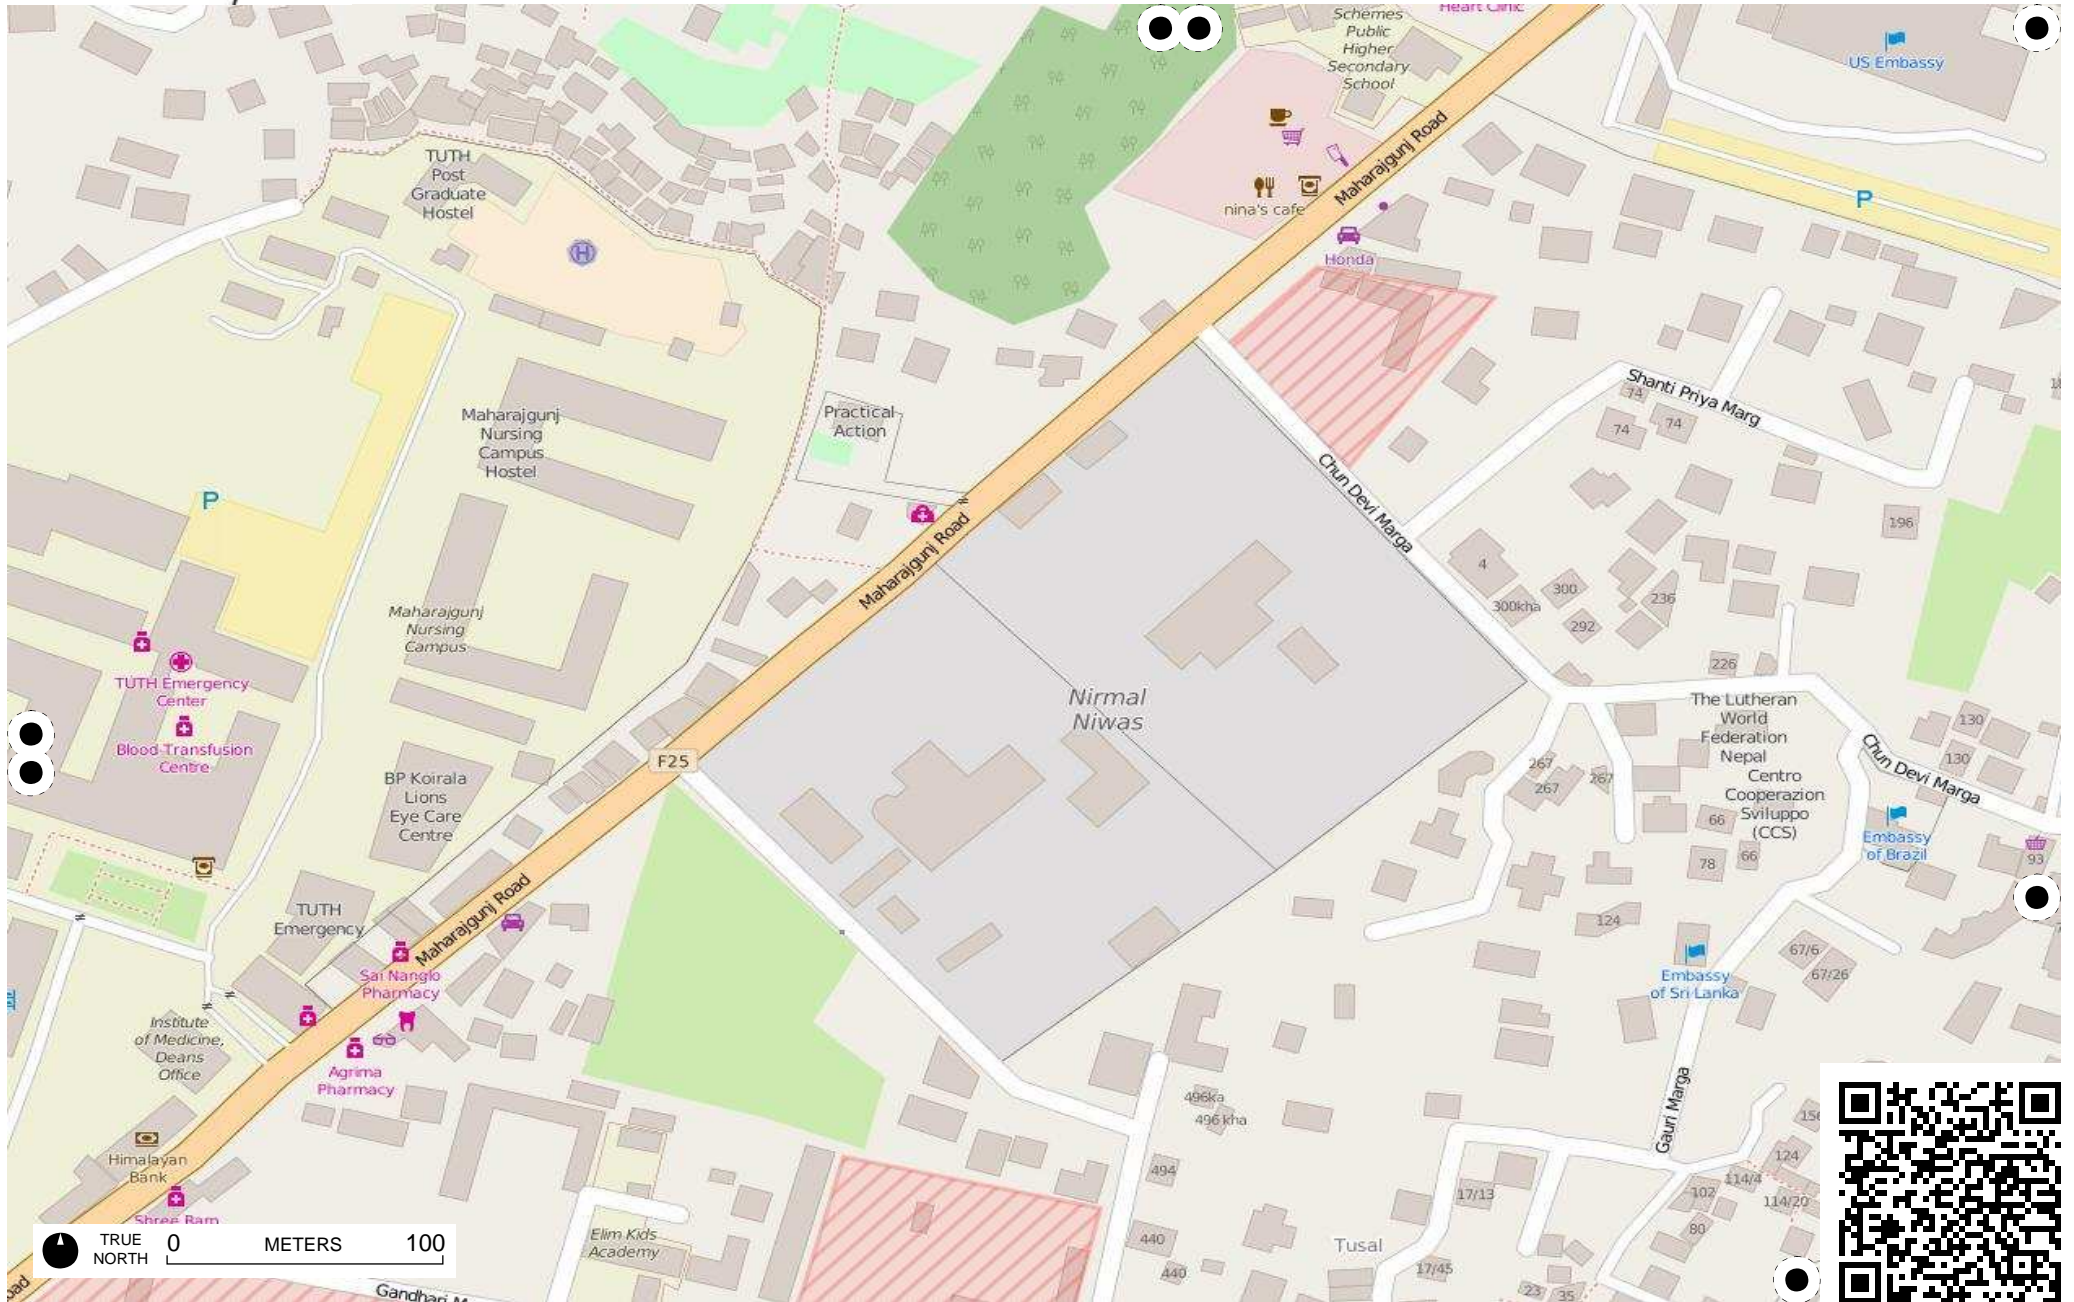 Heart Clinic
Schemes
Public
Higher
Secondary
School
US Embassy
Maharajgunj Road
P
nina's cafe
Honda
TUTH
Post
Graduate
Hostel
H
Shanti Priya Marg
74
74
74
Practical
Action
Maharajgunj
Nursing
Campus
Hostel
P
Chun Devi Marga
196
Maharajgunj Road
4
300
300kha
236
292
Maharajgunj
Nursing
Campus
TUTH Emergency
Center
Blood Transfusion
Centre
Nirmal
Niwas
226
The Lutheran
World
Federation
Nepal
Centro
Cooperazion
Sviluppo
(CCS)
130
130
Chun Devi Marga
F25
267
267
267
BP Koirala
Lions
Eye Care
Centre
66
66
78
Embassy
of Brazil
93
TUTH
Emergency
Maharajgunj Road
124
Sai Nanglo
Pharmacy
Embassy
of Sri Lanka
67/6
67/26
Institute
of Medicine,
Deans
Office
Agrima
Pharmacy
496ka
496 kha
Gauri Marga
Himalayan
Bank
494
17/13
124
114/4
114/20
102
80
Shree Ram
Elim Kids
Academy
440
440
Tusal
17/45
23
35
TRUE
NORTH
0 METERS 100